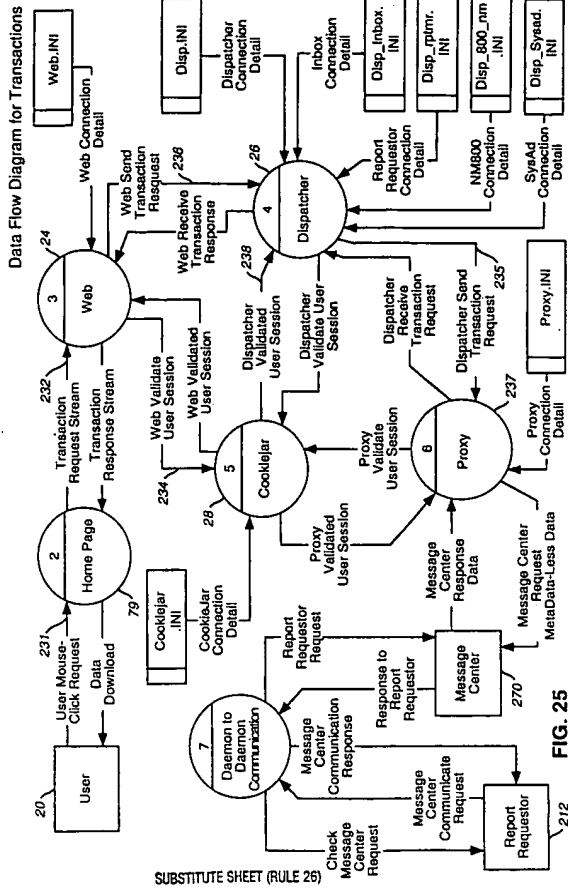 Data Flow Diagram for Transactions
20
User
231
User Mouse-
Click Request
Data
Download
2
Home Page
79
232
Transaction
Request Stream
Transaction
Response Stream
24
3
Web
Web.INI
Web Connection
Detail
Web Send
Transaction
Resquest
236
Web Receive
Transaction
Response
234
Web Validate
User Session
Web Validated
User Session
Cookiejar
.INI
CookieJar
Connection
Detail
28
5
Cookiejar
238
Dispatcher
Validated
User Session
Dispatcher
Validate User
Session
26
4
Dispatcher
Disp.INI
Dispatcher
Connection
Detail
Inbox
Connection
Detail
Disp_Inbox.
INI
Report
Requestor
Connection
Detail
Disp_rptmr.
INI
NM800
Connection
Detail
Disp_800_nm
.INI
SysAd
Connection
Detail
Disp_Sysad.
INI
Proxy
Validate
User Session
Proxy
Validated
User Session
Dispatcher
Receive
Transaction
Request
Dispatcher Send
Transaction
Request
235
6
Proxy
237
Proxy
Connection
Detail
Proxy.INI
7
Daemon to
Daemon
Communication
Report
Requestor
Request
Response to
Report
Requestor
Message
Center
270
Message
Center
Response
Data
Message Center
Request
MetaData-Less Data
Check
Message
Center
Request
Message
Center
Communicate
Request
Message
Center
Communication
Response
Report
Requestor
212
FIG. 25
SUBSTITUTE SHEET (RULE 26)